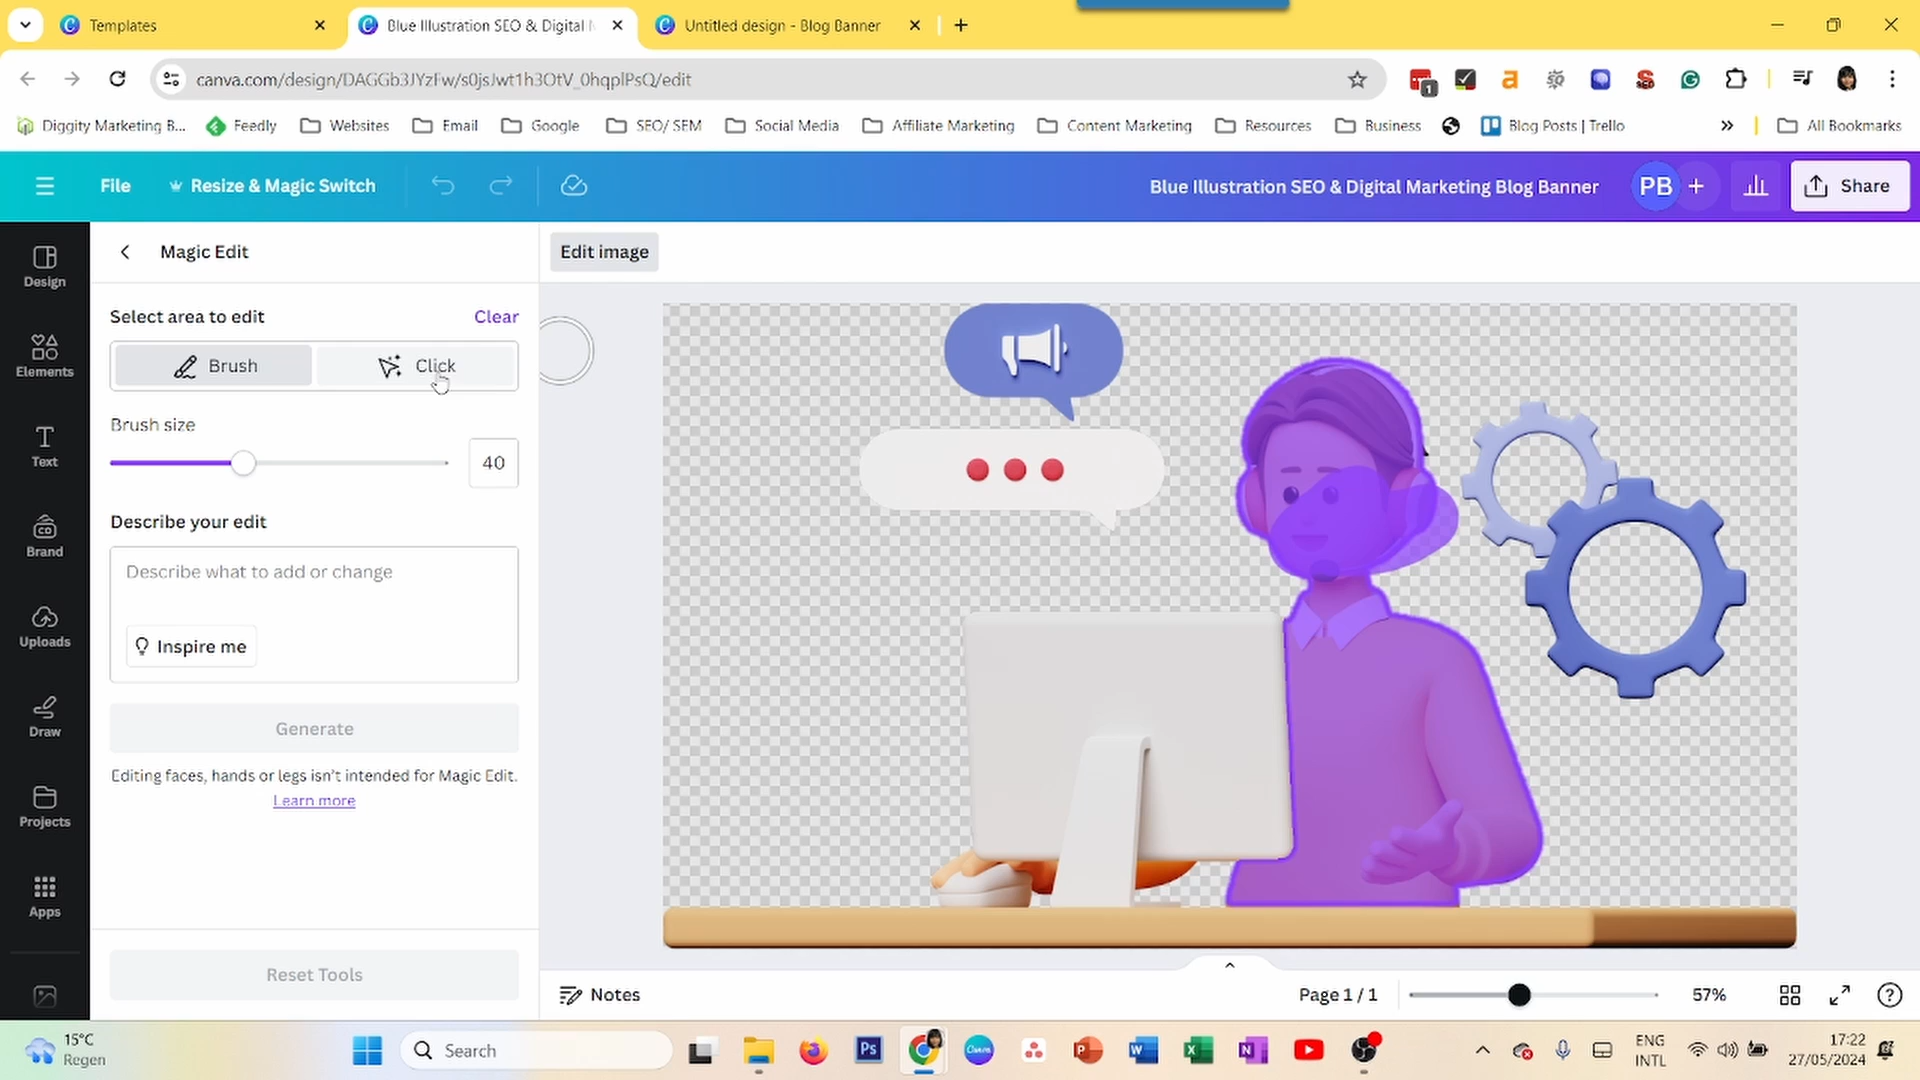 Templates
Blue Illustration SEO & Digital M
Untitled design - Blog Banner
canva.com/design/DAGGb3JYzFw/s0jsJwt1h3OtV_0hqplPsQ/edit
1
Diggity Marketing B...
Feedly
Websites
Email
Google
SEO/ SEM
Social Media
Affiliate Marketing
Content Marketing
Resources
Business
Blog Posts | Trello
All Bookmarks
File
Resize & Magic Switch
Blue Illustration SEO & Digital Marketing Blog Banner
PB
Share
Design
Elements
Text
Brand
Uploads
Draw
Projects
Apps
Magic Edit
Select area to edit
Clear
Brush
Click
Brush size
40
Describe your edit
Describe what to add or change
Inspire me
Generate
Editing faces, hands or legs isn't intended for Magic Edit.
Learn more
Reset Tools
Edit image
Notes
Page 1 / 1
57%
15°C
Regen
Search
Ps
Canva
ENG
INTL
17:22
27/05/2024